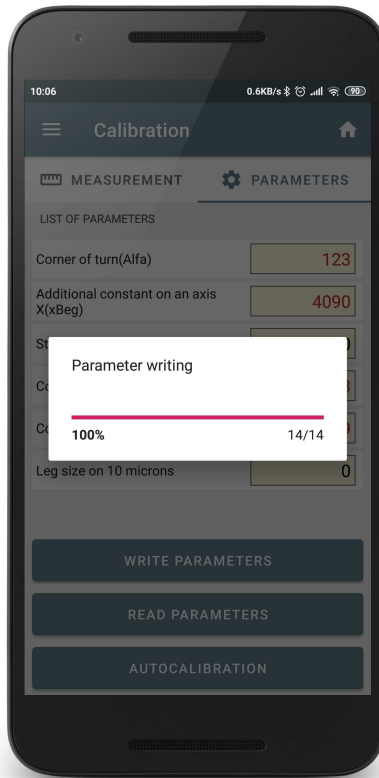 10:06 0.6KB/s 90
Calibration
MEASUREMENT PARAMETERS
LIST OF PARAMETERS
Corner of turn(Alfa) 123
Additional constant on an axis
X(xBeg) 4090
Parameter writing
100% 14/14
Leg size on 10 microns 0
WRITE PARAMETERS
READ PARAMETERS
AUTOCALIBRATION